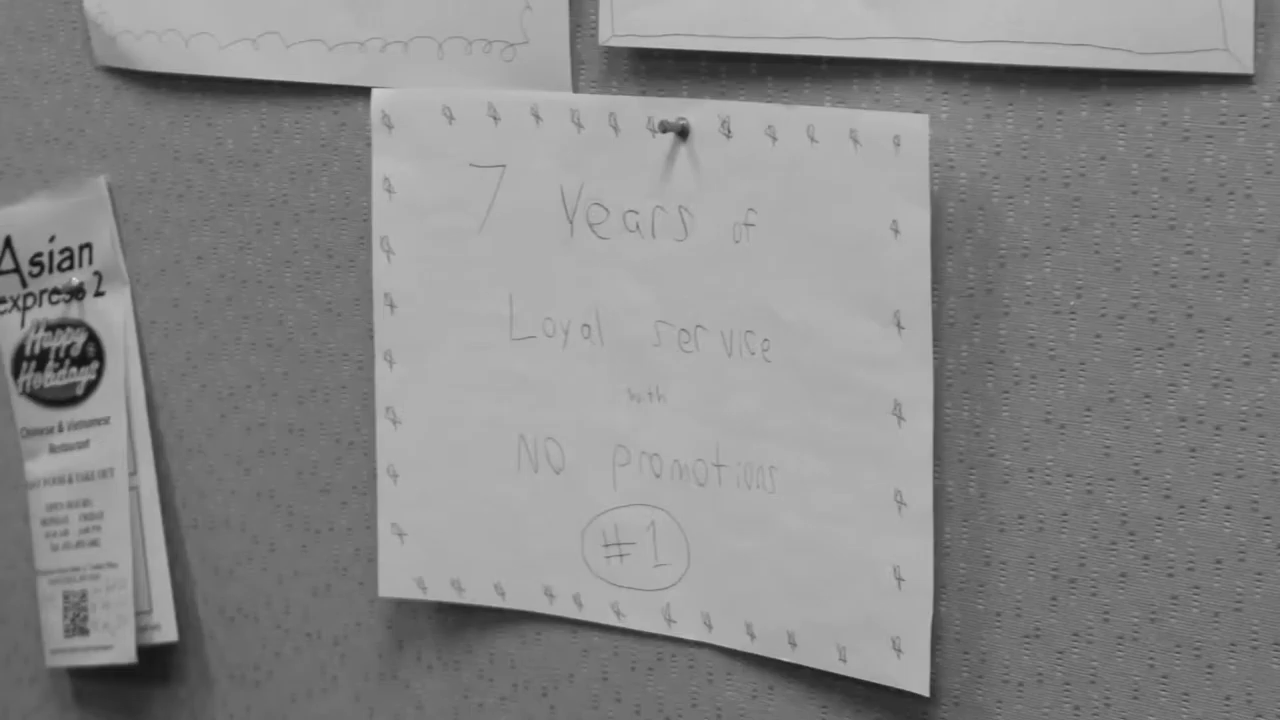 7 Years of
Loyal service
with
NO promotions
#1
Asian
express 2
Happy
Holidays
Chinese & Vietnamese
Restaurant